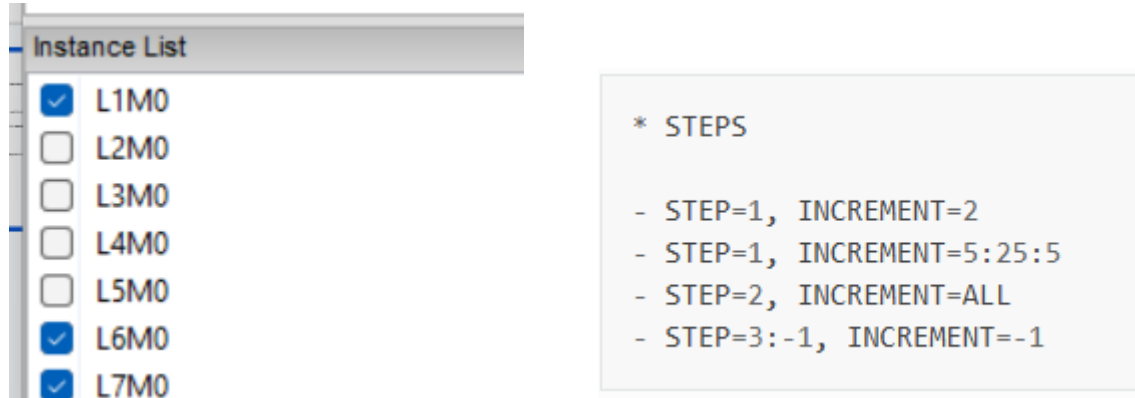 Instance List
L1M0
L2M0
L3M0
L4M0
L5M0
L6M0
L7M0
* STEPS
- STEP=1, INCREMENT=2
- STEP=1, INCREMENT=5:25:5
- STEP=2, INCREMENT=ALL
- STEP=3:-1, INCREMENT=-1